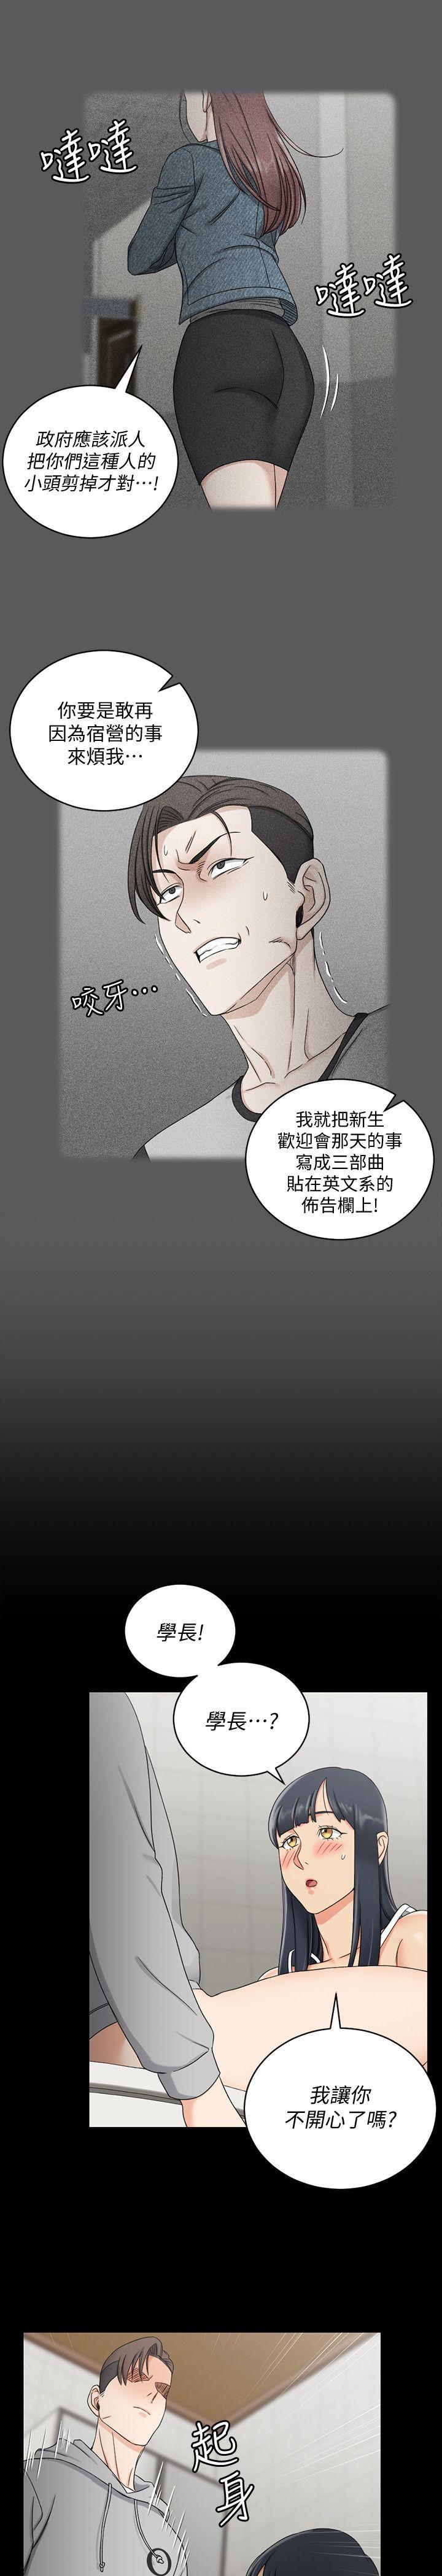 噠噠
噠噠
政府應該派人
把你們這種人的
小頭剪掉才對⋯!
你要是敢再
因為宿營的事
來煩我⋯
咬牙⋯
我就把新生
歡迎會那天的事
寫成三部曲
貼在英文系的
佈告欄上!
學長!
學長⋯?
我讓你
不開心了嗎?
起身